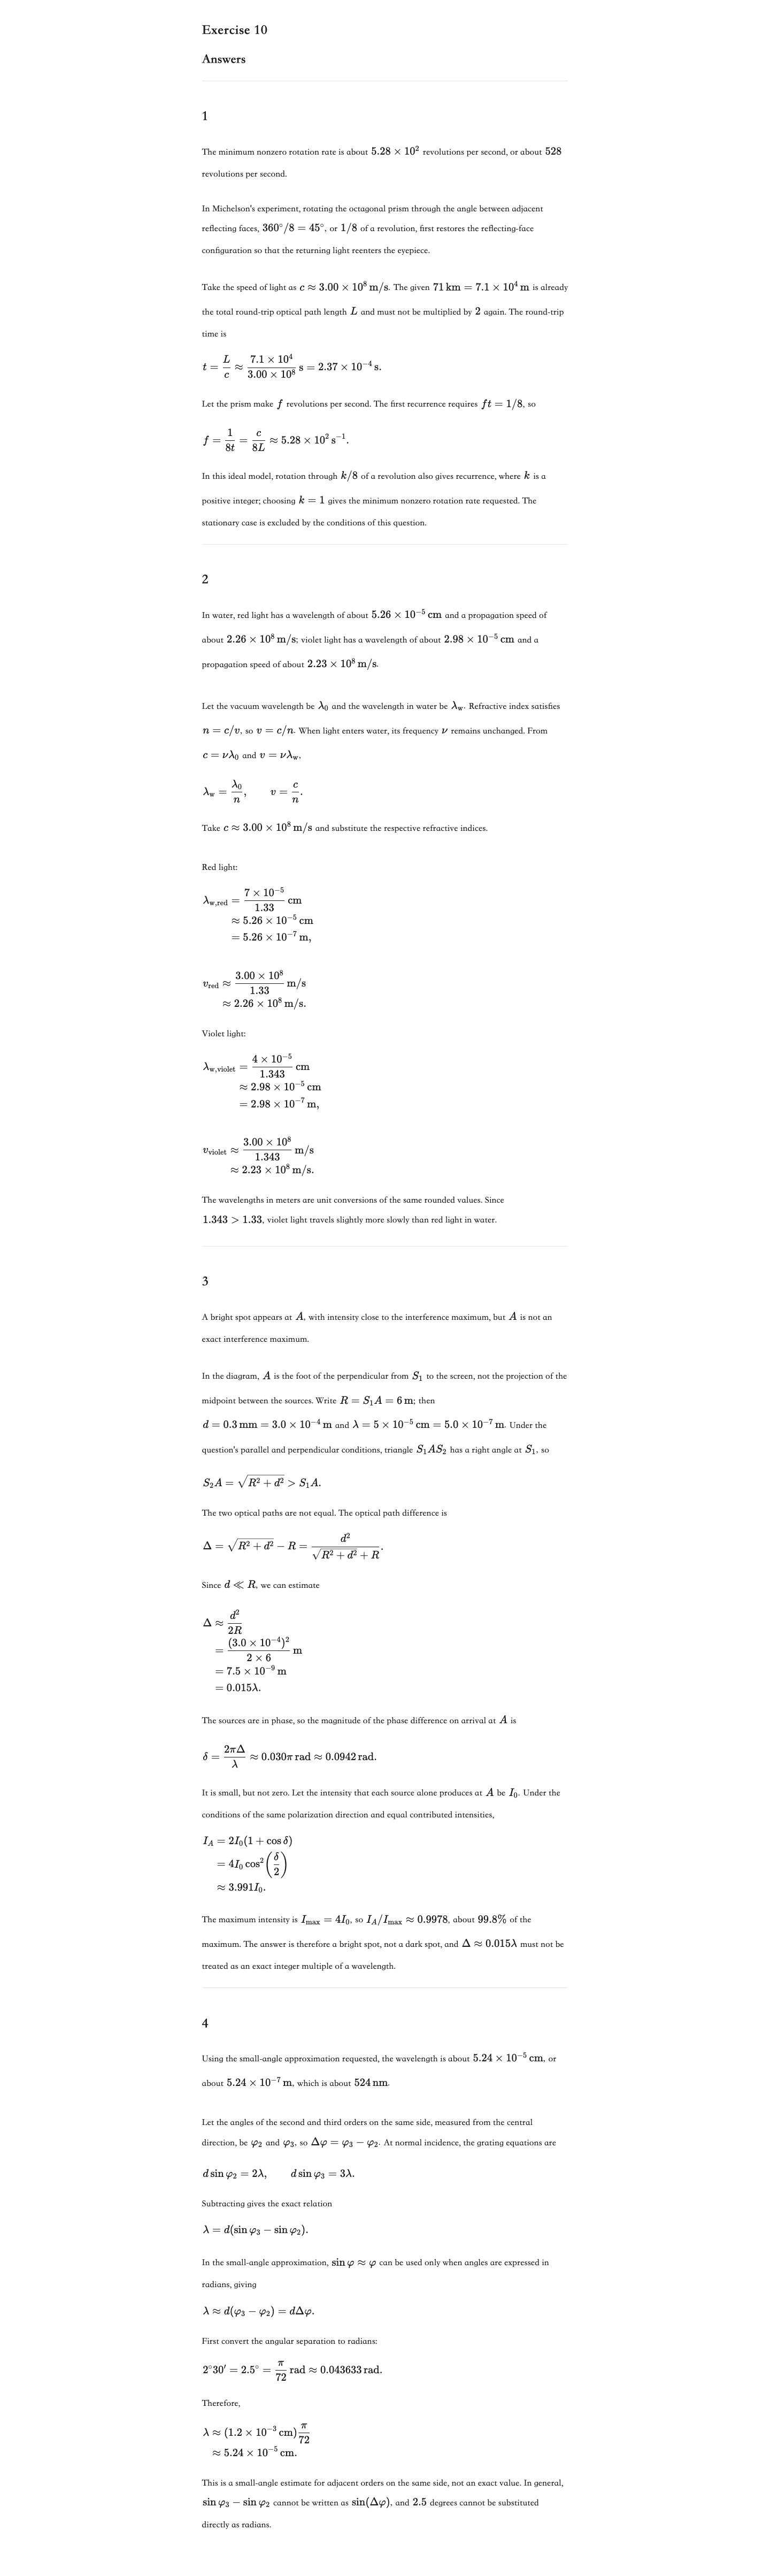 Exercise 10
Answers
1
The minimum nonzero rotation rate is about 5.28 × 10² revolutions per second, or about 528
revolutions per second.
In Michelson's experiment, rotating the octagonal prism through the angle between adjacent
reflecting faces, 360°/8 = 45°, or 1/8 of a revolution, first restores the reflecting-face
configuration so that the returning light reenters the eyepiece.
Take the speed of light as c ≈ 3.00 × 10⁸ m/s. The given 71 km = 7.1 × 10⁴ m is already
the total round-trip optical path length L and must not be multiplied by 2 again. The round-trip
time is
t = L/c ≈ (7.1 × 10⁴)/(3.00 × 10⁸) s = 2.37 × 10⁻⁴ s.
Let the prism make f revolutions per second. The first recurrence requires ft = 1/8, so
f = 1/(8t) = c/(8L) ≈ 5.28 × 10² s⁻¹.
In this ideal model, rotation through k/8 of a revolution also gives recurrence, where k is a
positive integer; choosing k = 1 gives the minimum nonzero rotation rate requested. The
stationary case is excluded by the conditions of this question.
2
In water, red light has a wavelength of about 5.26 × 10⁻⁵ cm and a propagation speed of
about 2.26 × 10⁸ m/s; violet light has a wavelength of about 2.98 × 10⁻⁵ cm and a
propagation speed of about 2.23 × 10⁸ m/s.
Let the vacuum wavelength be λ₀ and the wavelength in water be λ_w. Refractive index satisfies
n = c/v, so v = c/n. When light enters water, its frequency ν remains unchanged. From
c = νλ₀ and v = νλ_w,
λ_w = λ₀/n, v = c/n.
Take c ≈ 3.00 × 10⁸ m/s and substitute the respective refractive indices.
Red light:
λ_w,red = (7 × 10⁻⁵)/1.33 cm
≈ 5.26 × 10⁻⁵ cm
= 5.26 × 10⁻⁷ m,
v_red ≈ (3.00 × 10⁸)/1.33 m/s
≈ 2.26 × 10⁸ m/s.
Violet light:
λ_w,violet = (4 × 10⁻⁵)/1.343 cm
≈ 2.98 × 10⁻⁵ cm
= 2.98 × 10⁻⁷ m,
v_violet ≈ (3.00 × 10⁸)/1.343 m/s
≈ 2.23 × 10⁸ m/s.
The wavelengths in meters are unit conversions of the same rounded values. Since
1.343 > 1.33, violet light travels slightly more slowly than red light in water.
3
A bright spot appears at A, with intensity close to the interference maximum, but A is not an
exact interference maximum.
In the diagram, A is the foot of the perpendicular from S₁ to the screen, not the projection of the
midpoint between the sources. Write R = S₁A = 6 m; then
d = 0.3 mm = 3.0 × 10⁻⁴ m and λ = 5 × 10⁻⁵ cm = 5.0 × 10⁻⁷ m. Under the
question's parallel and perpendicular conditions, triangle S₁AS₂ has a right angle at S₁, so
S₂A = √(R² + d²) > S₁A.
The two optical paths are not equal. The optical path difference is
Δ = √(R² + d²) − R = d²/(√(R² + d²) + R).
Since d ≪ R, we can estimate
Δ ≈ d²/(2R)
= (3.0 × 10⁻⁴)²/(2 × 6) m
= 7.5 × 10⁻⁹ m
= 0.015λ.
The sources are in phase, so the magnitude of the phase difference on arrival at A is
δ = 2πΔ/λ ≈ 0.030π rad ≈ 0.0942 rad.
It is small, but not zero. Let the intensity that each source alone produces at A be I₀. Under the
conditions of the same polarization direction and equal contributed intensities,
I_A = 2I₀(1 + cos δ)
= 4I₀ cos²(δ/2)
≈ 3.991I₀.
The maximum intensity is I_max = 4I₀, so I_A/I_max ≈ 0.9978, about 99.8% of the
maximum. The answer is therefore a bright spot, not a dark spot, and Δ ≈ 0.015λ must not be
treated as an exact integer multiple of a wavelength.
4
Using the small-angle approximation requested, the wavelength is about 5.24 × 10⁻⁵ cm, or
about 5.24 × 10⁻⁷ m, which is about 524 nm.
Let the angles of the second and third orders on the same side, measured from the central
direction, be φ₂ and φ₃, so Δφ = φ₃ − φ₂. At normal incidence, the grating equations are
d sin φ₂ = 2λ, d sin φ₃ = 3λ.
Subtracting gives the exact relation
λ = d(sin φ₃ − sin φ₂).
In the small-angle approximation, sin φ ≈ φ can be used only when angles are expressed in
radians, giving
λ ≈ d(φ₃ − φ₂) = dΔφ.
First convert the angular separation to radians:
2°30′ = 2.5° = π/72 rad ≈ 0.043633 rad.
Therefore,
λ ≈ (1.2 × 10⁻³ cm)π/72
≈ 5.24 × 10⁻⁵ cm.
This is a small-angle estimate for adjacent orders on the same side, not an exact value. In general,
sin φ₃ − sin φ₂ cannot be written as sin(Δφ), and 2.5 degrees cannot be substituted
directly as radians.